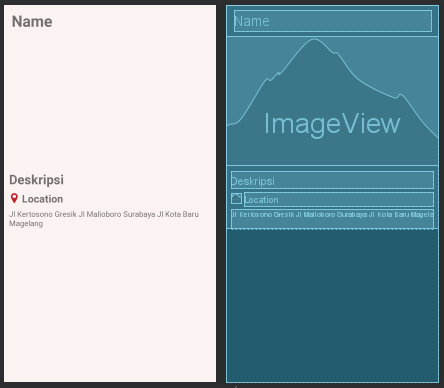 Name
Deskripsi
Location
Jl Kertosono Gresik Jl Malioboro Surabaya Jl Kota Baru
Magelang
Name
ImageView
Deskripsi
Location
Jl Kertosono Gresik Jl Malioboro Surabaya Jl Kota Baru Magela